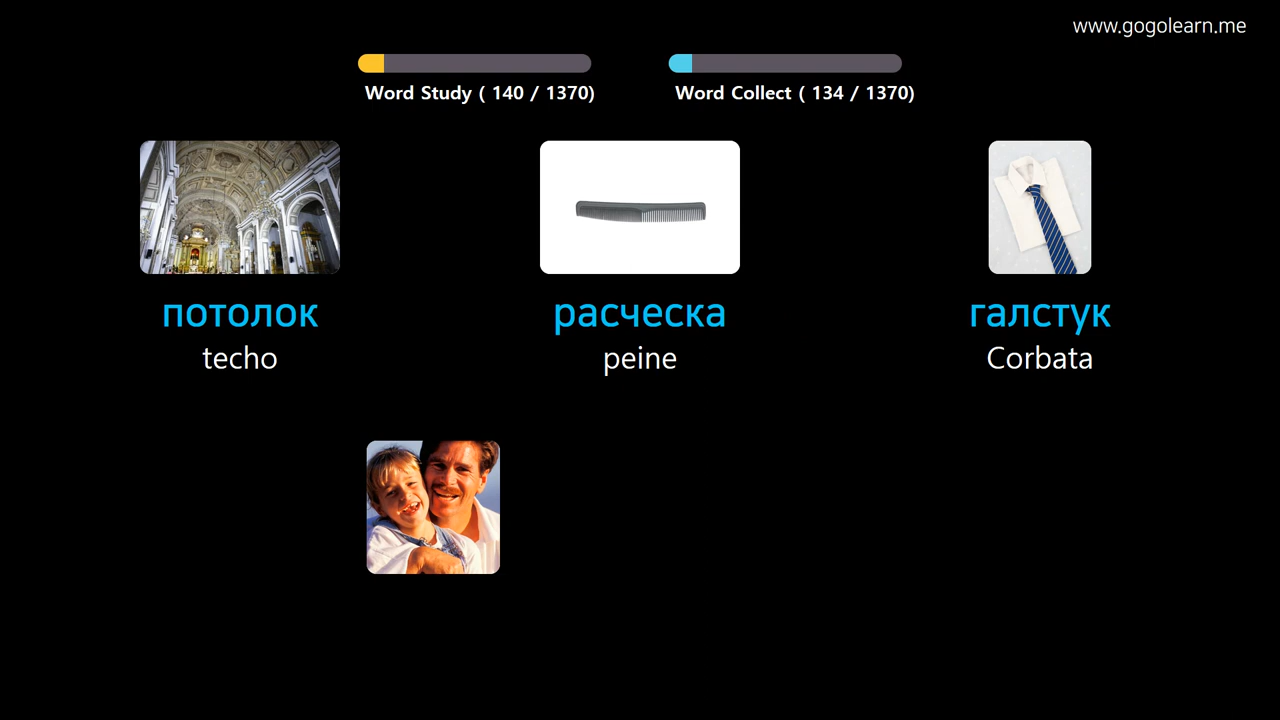 www.gogolearn.me
Word Study ( 140 / 1370)
Word Collect ( 134 / 1370)
потолок
techo
расческа
peine
галстук
Corbata